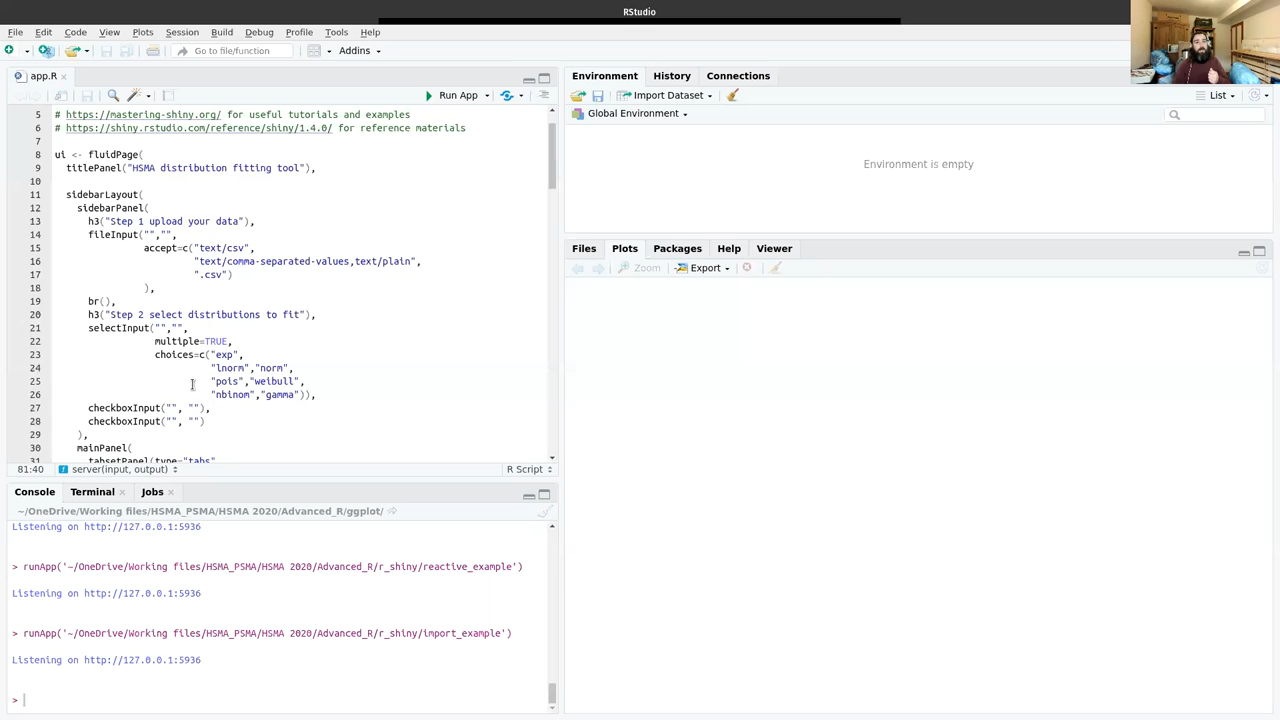 RStudio
File Edit Code View Plots Session Build Debug Profile Tools Help
Go to file/function Addins
app.R
Run App
5 # https://mastering-shiny.org/ for useful tutorials and examples
6 # https://shiny.rstudio.com/reference/shiny/1.4.0/ for reference materials
7
8 ui <- fluidPage(
9 titlePanel("HSMA distribution fitting tool"),
10
11 sidebarLayout(
12 sidebarPanel(
13 h3("Step 1 upload your data"),
14 fileInput("","",
15 accept=c("text/csv",
16 "text/comma-separated-values,text/plain",
17 ".csv")
18 ),
19 br(),
20 h3("Step 2 select distributions to fit"),
21 selectInput("","",
22 multiple=TRUE,
23 choices=c("exp",
24 "lnorm","norm",
25 "pois","weibull",
26 "nbinom","gamma")),
27 checkboxInput("", ""),
28 checkboxInput("", "")
29 ),
30 mainPanel(
31 tabsetPanel(type="tabs"
81:40 server(input, output) R Script
Console Terminal Jobs
~/OneDrive/Working files/HSMA_PSMA/HSMA 2020/Advanced_R/ggplot/
Listening on http://127.0.0.1:5936
> runApp('~/OneDrive/Working files/HSMA_PSMA/HSMA 2020/Advanced_R/r_shiny/reactive_example')
Listening on http://127.0.0.1:5936
> runApp('~/OneDrive/Working files/HSMA_PSMA/HSMA 2020/Advanced_R/r_shiny/import_example')
Listening on http://127.0.0.1:5936
>
Environment History Connections
Import Dataset List
Global Environment
Environment is empty
Files Plots Packages Help Viewer
Zoom Export